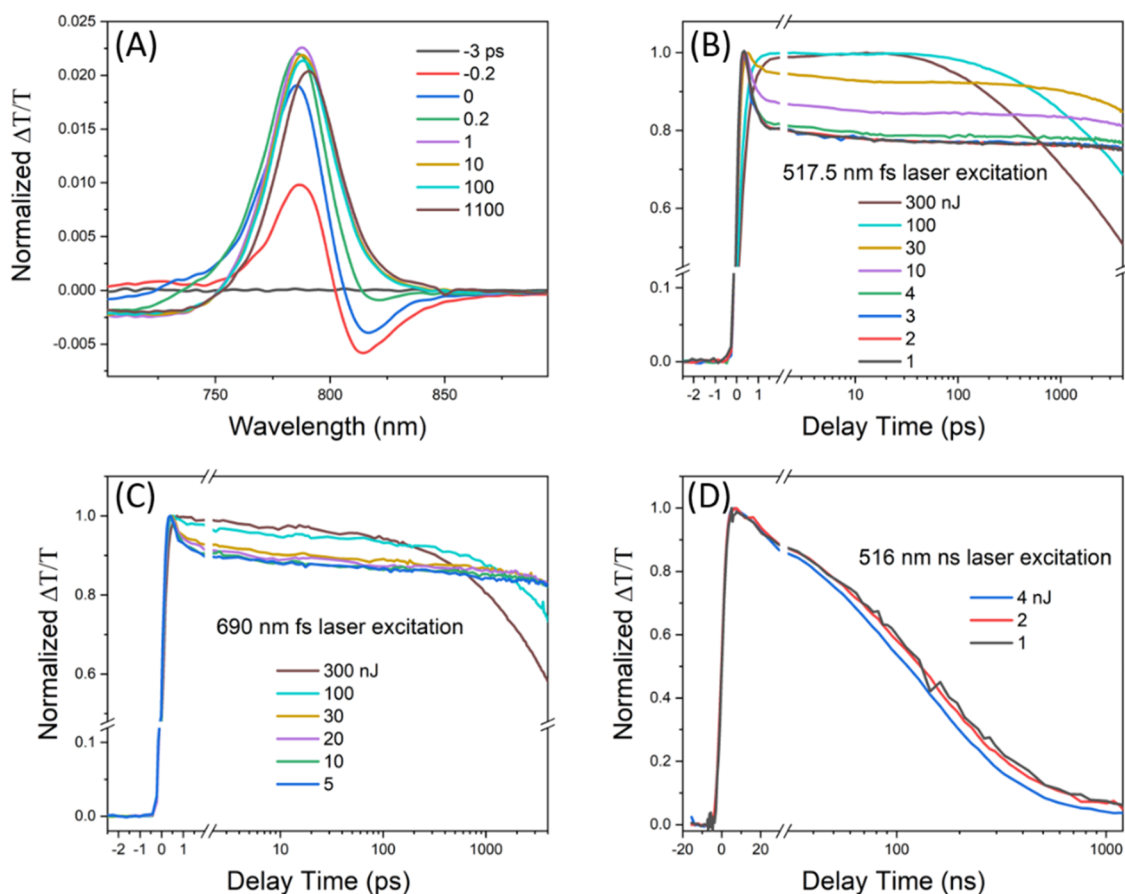 (A)
Normalized ΔT/T
0.025
0.020
0.015
0.010
0.005
0.000
-0.005
-3 ps
-0.2
0
0.2
1
10
100
1100
750
800
850
Wavelength (nm)
(B)
Normalized ΔT/T
1.0
0.8
0.6
0.1
0.0
517.5 nm fs laser excitation
300 nJ
100
30
10
4
3
2
1
-2 -1 0 1
10
100
1000
Delay Time (ps)
(C)
Normalized ΔT/T
1.0
0.8
0.6
0.1
0.0
690 nm fs laser excitation
300 nJ
100
30
20
10
5
-2 -1 0 1
10
100
1000
Delay Time (ps)
(D)
Normalized ΔT/T
1.0
0.8
0.6
0.4
0.2
0.0
516 nm ns laser excitation
4 nJ
2
1
-20
0
20
100
1000
Delay Time (ns)